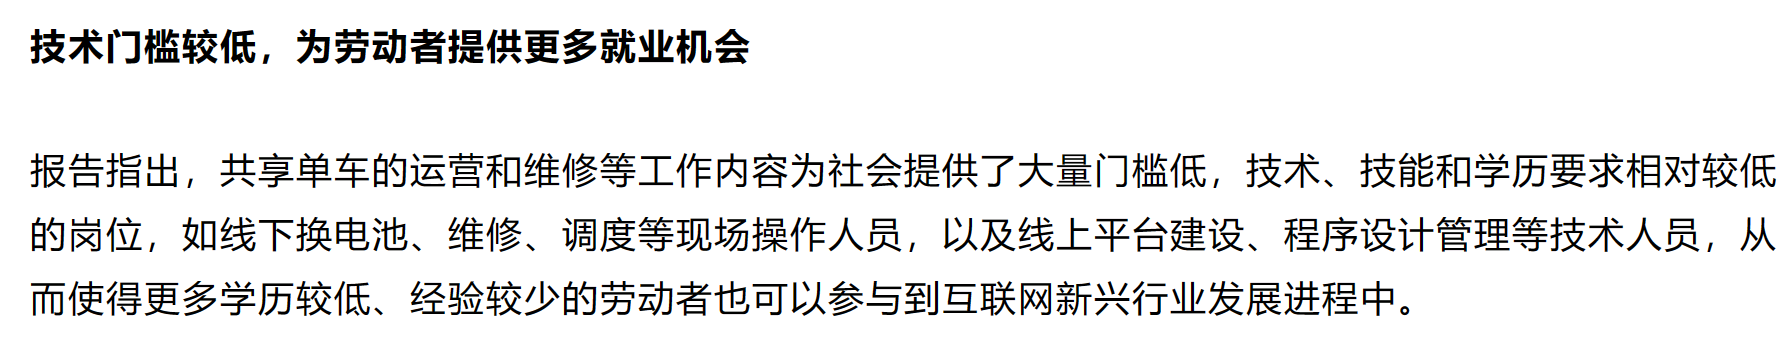 技术门槛较低，为劳动者提供更多就业机会
报告指出，共享单车的运营和维修等工作内容为社会提供了大量门槛低，技术、技能和学历要求相对较低
的岗位，如线下换电池、维修、调度等现场操作人员，以及线上平台建设、程序设计管理等技术人员，从
而使得更多学历较低、经验较少的劳动者也可以参与到互联网新兴行业发展进程中。